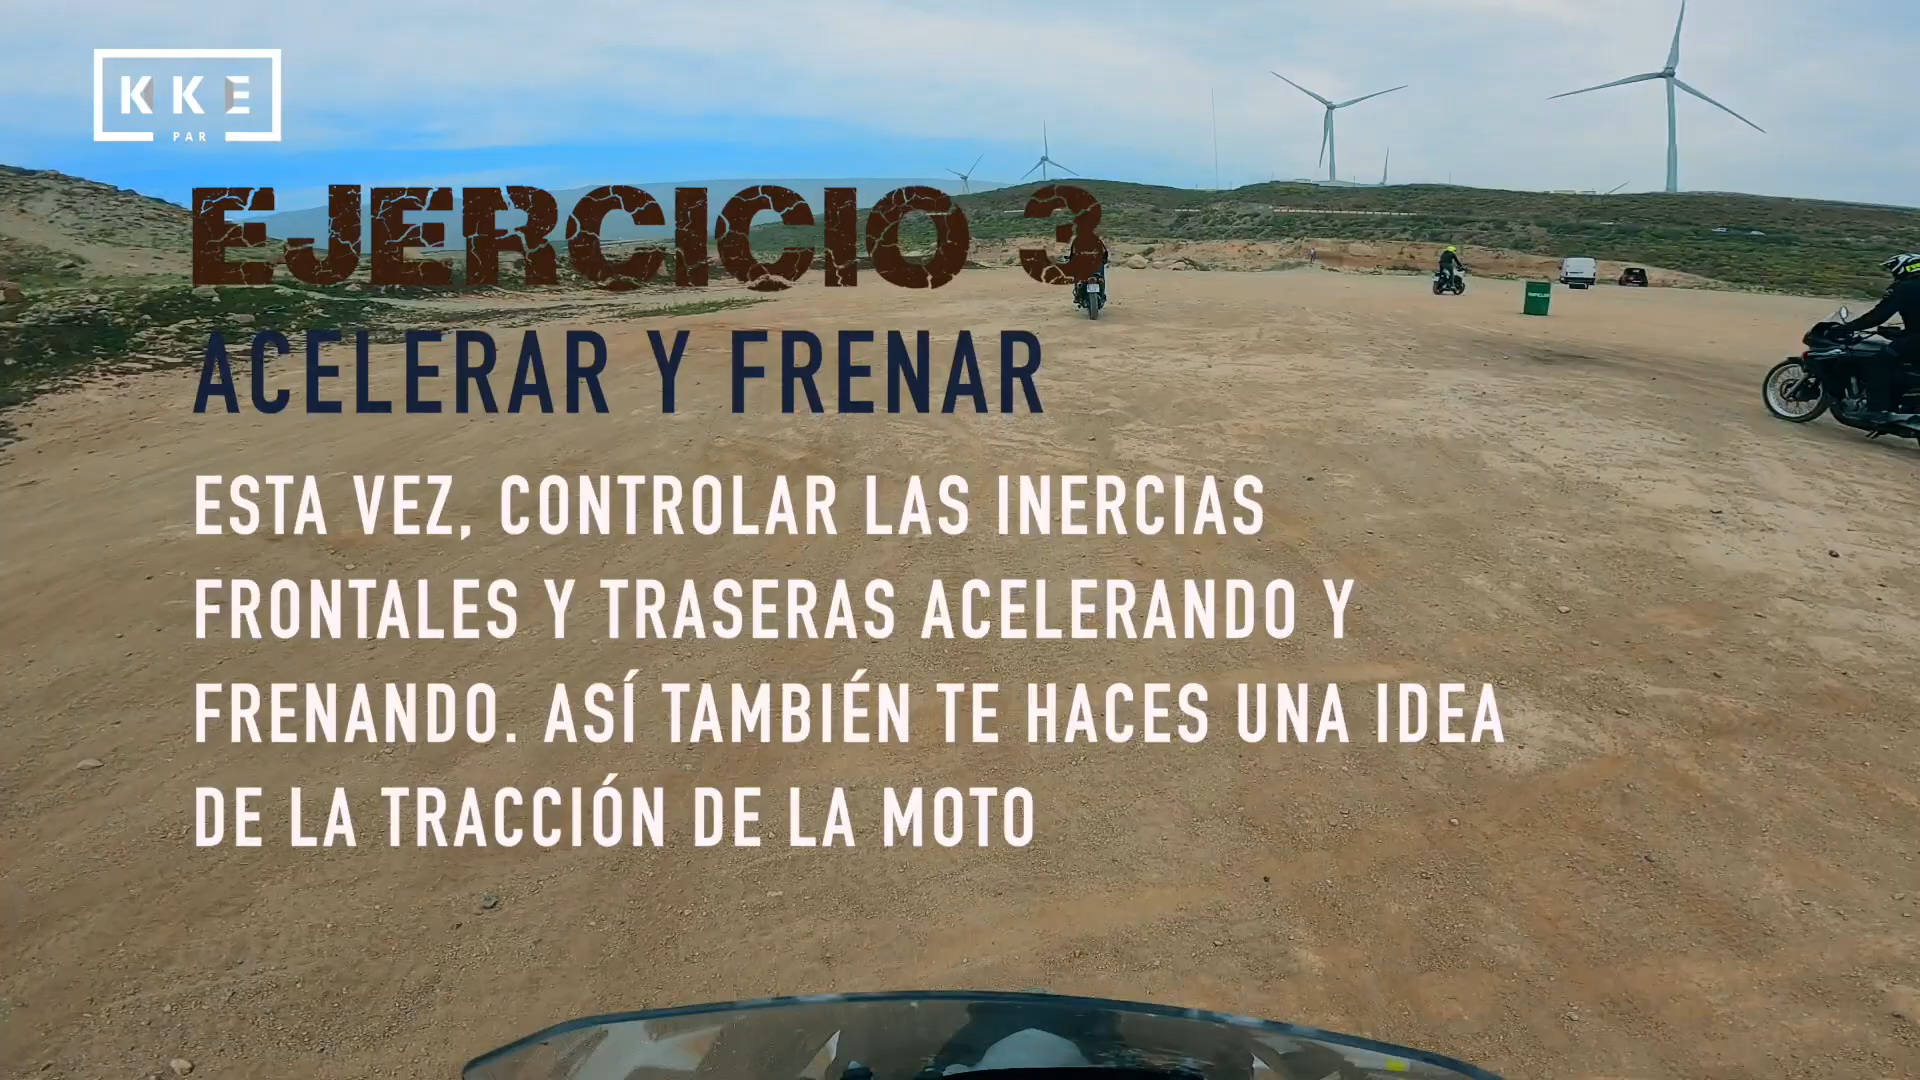 KKE
PAR
EJERCICIO 3
ACELERAR Y FRENAR
ESTA VEZ, CONTROLAR LAS INERCIAS
FRONTALES Y TRASERAS ACELERANDO Y
FRENANDO. ASÍ TAMBIÉN TE HACES UNA IDEA
DE LA TRACCIÓN DE LA MOTO